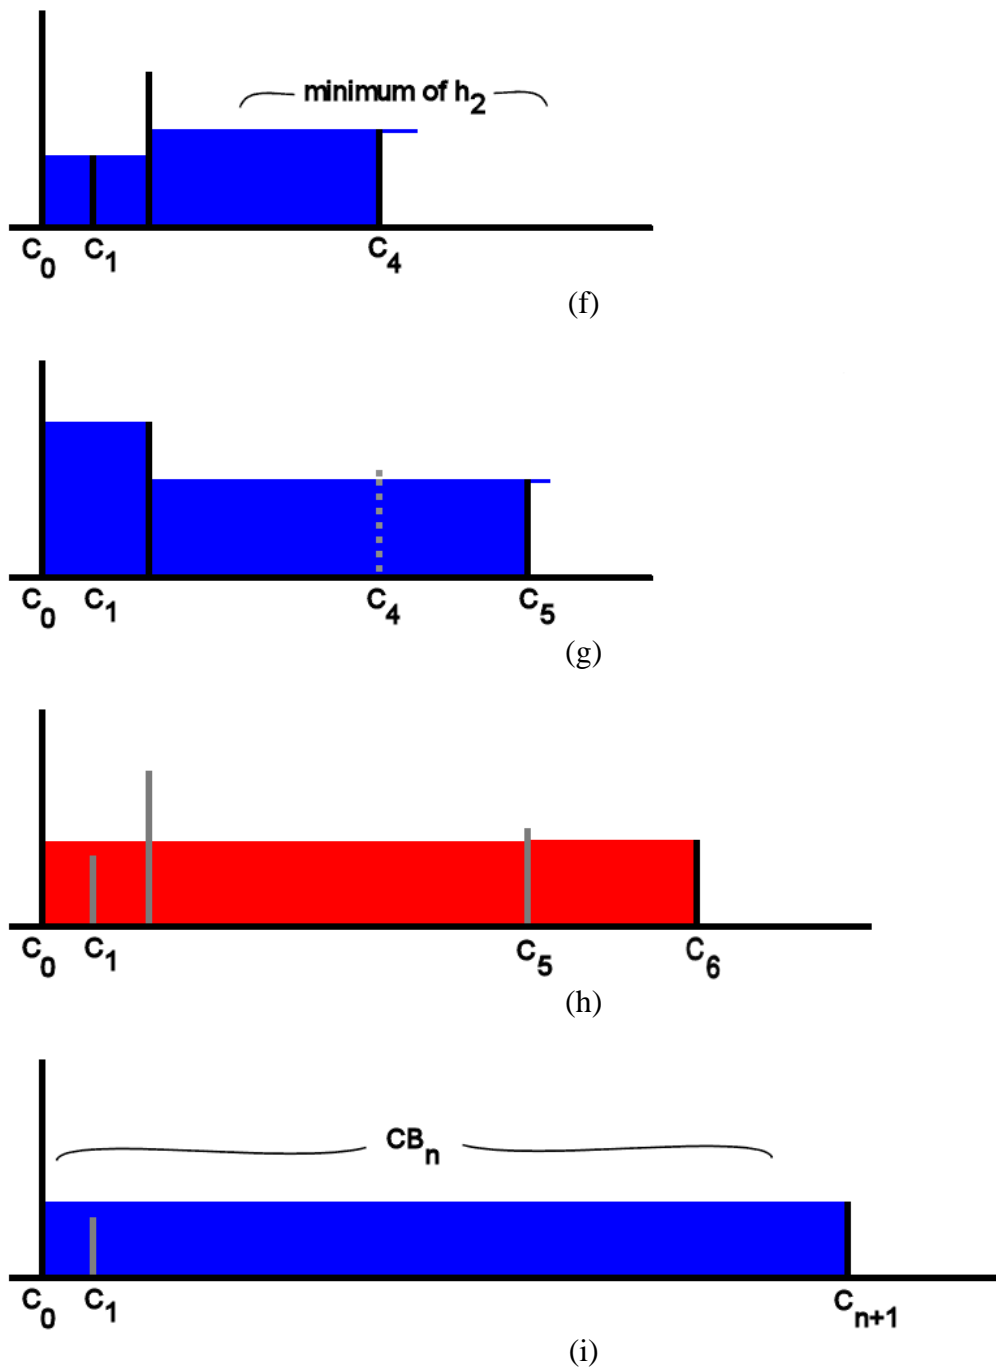 minimum of h2
C0 C1 C4
(f)
C0 C1 C4 C5
(g)
C0 C1 C5 C6
(h)
CBn
C0 C1 Cn+1
(i)